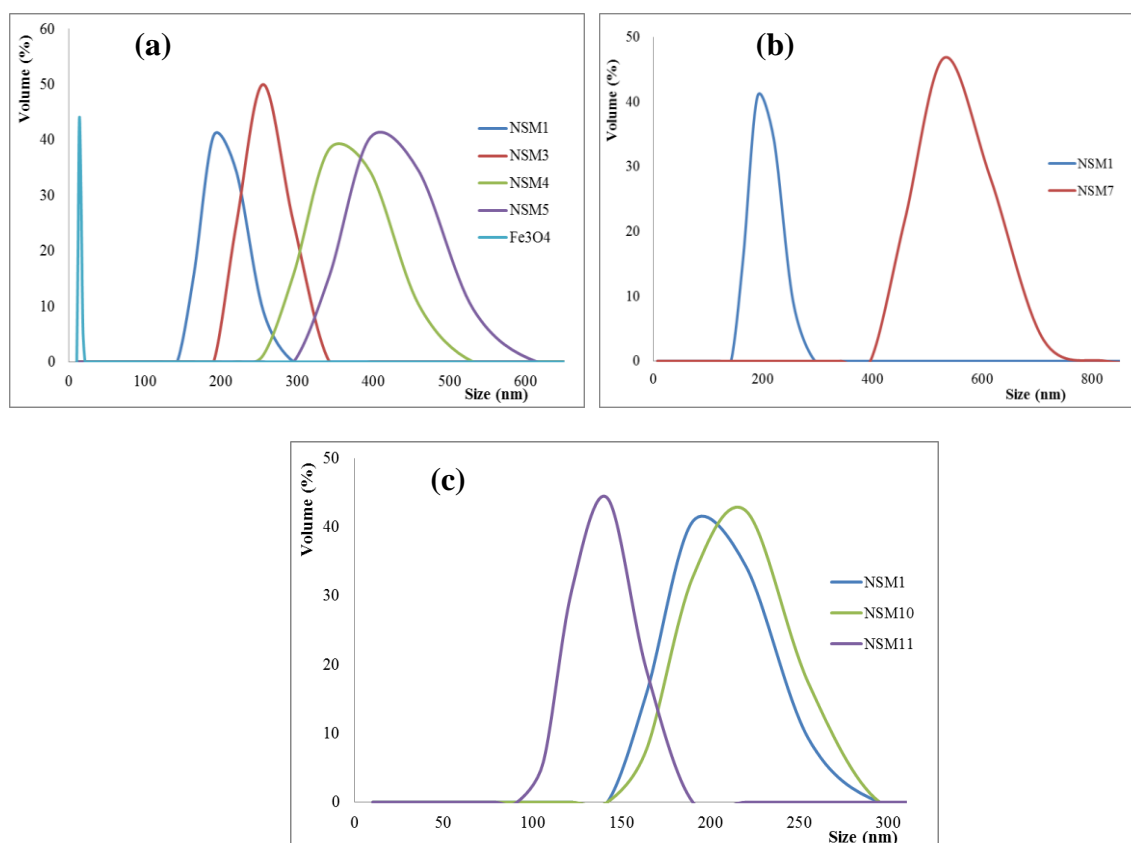 (a)
Volume (%)
60
50
40
30
20
10
0
0 100 200 300 400 500 600
Size (nm)
NSM1
NSM3
NSM4
NSM5
Fe3O4
(b)
Volume (%)
50
40
30
20
10
0
0 200 400 600 800
Size (nm)
NSM1
NSM7
(c)
Volume (%)
50
40
30
20
10
0
0 50 100 150 200 250 300
Size (nm)
NSM1
NSM10
NSM11